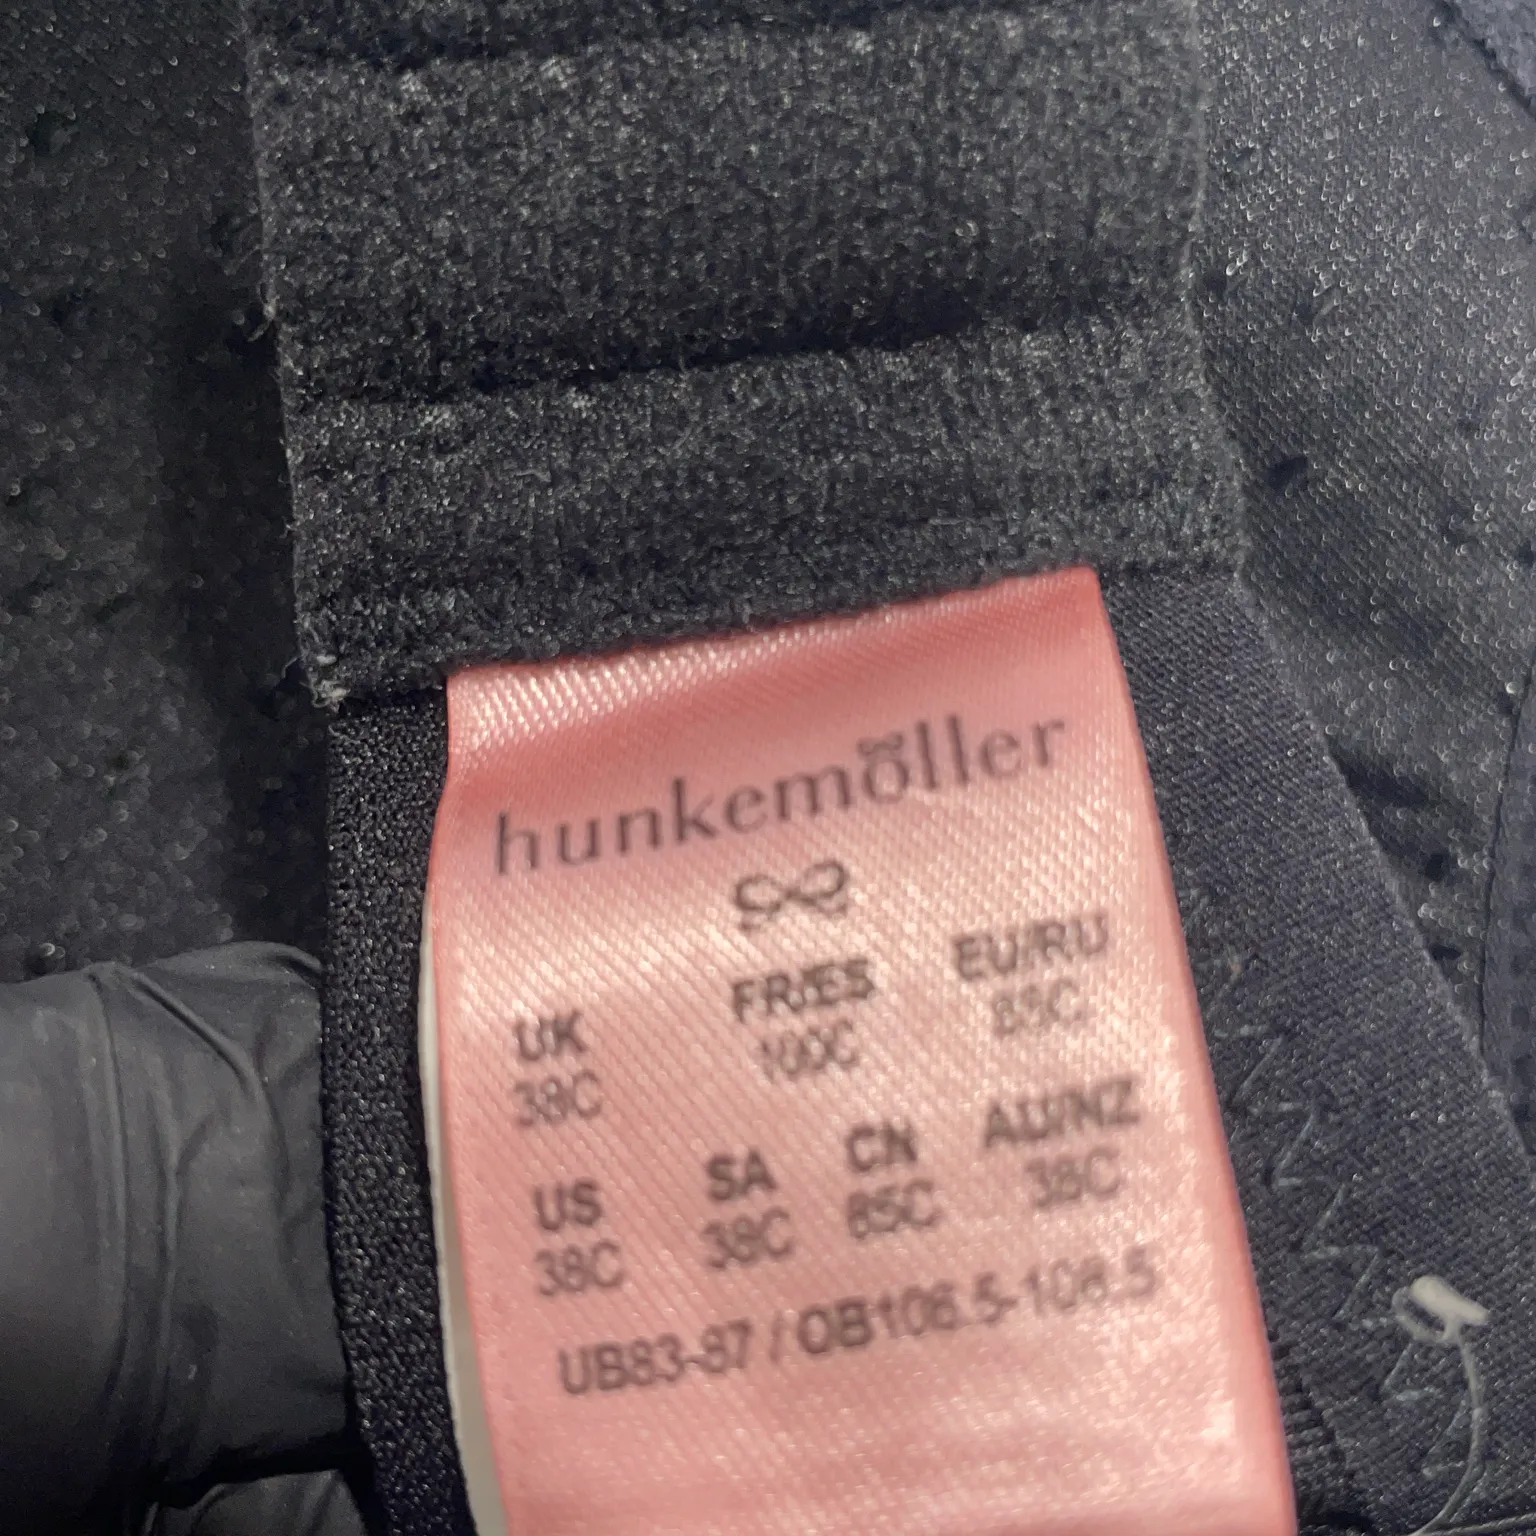 hunkemöller
UK FR/ES EU/RU
38C 100C 85C
US SA CN AU/NZ
38C 38C 85C 38C
UB83-87 / OB106.5-108.5